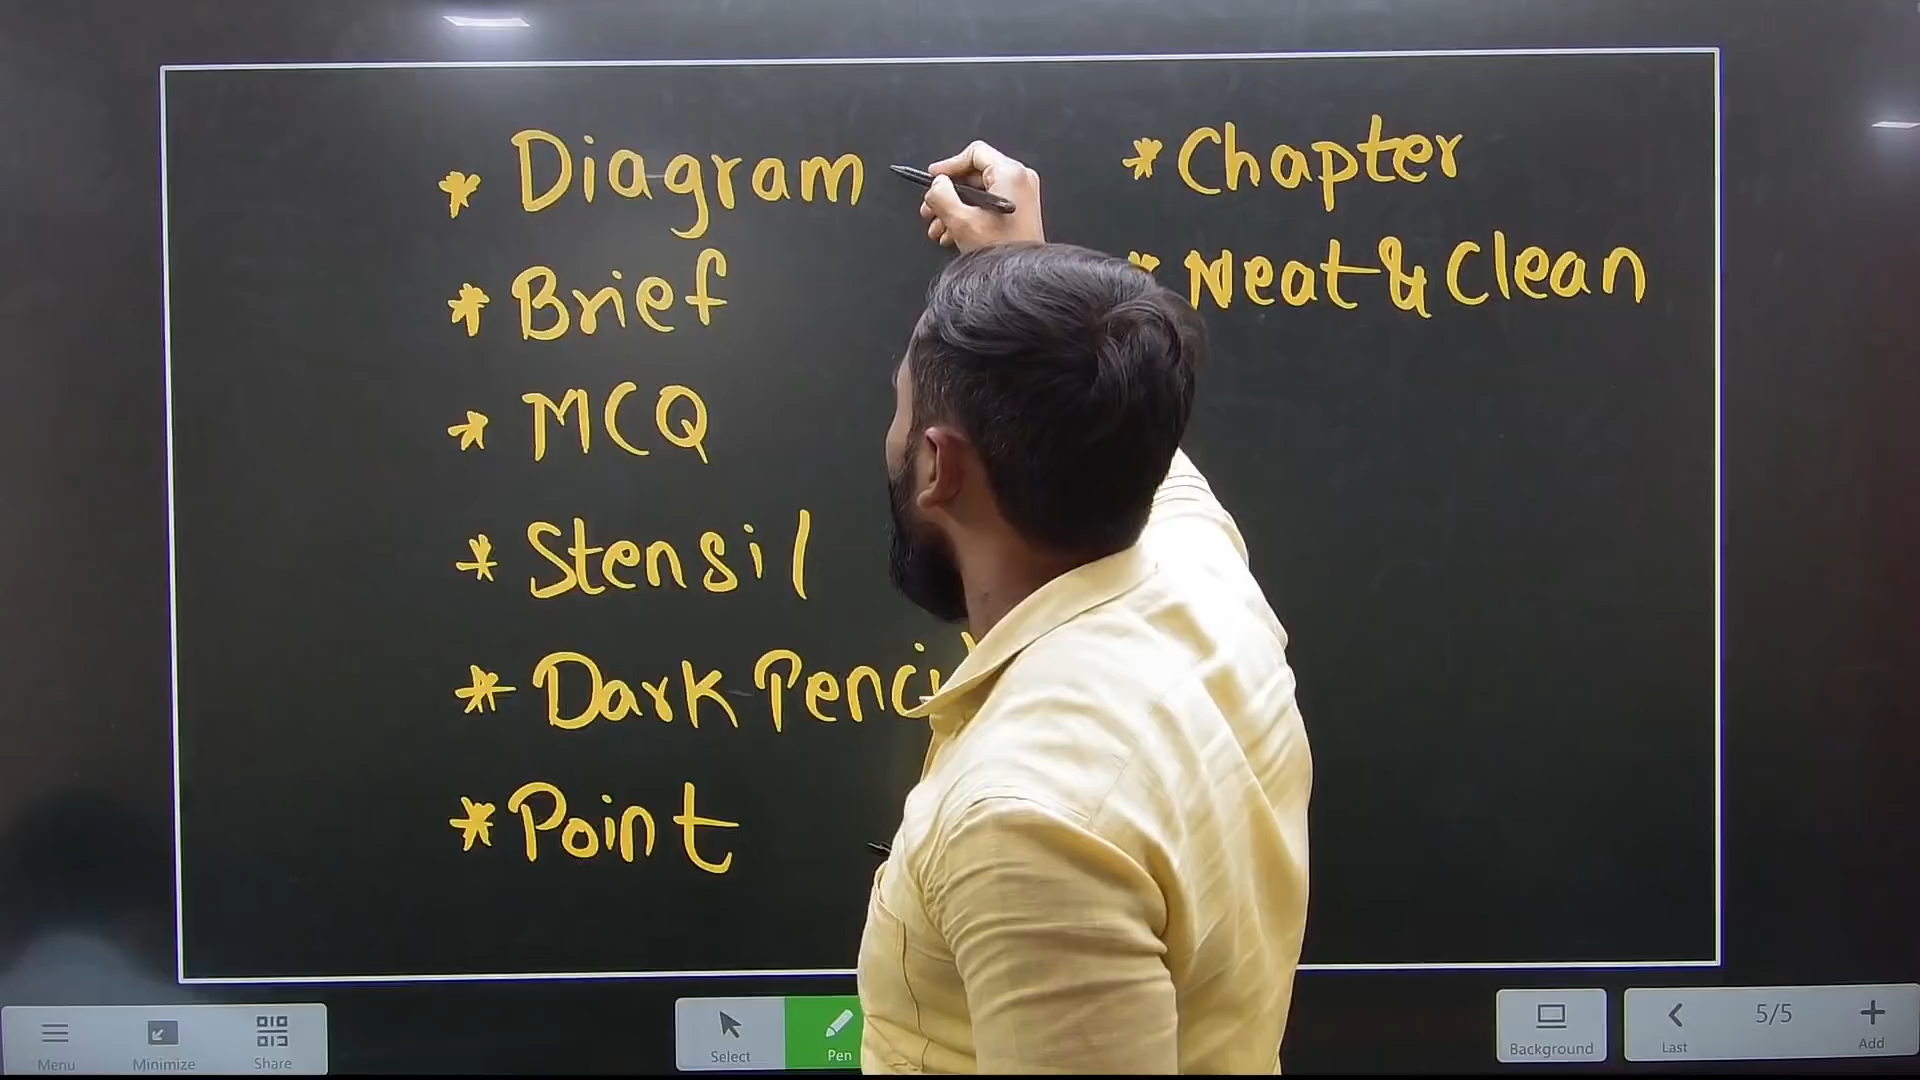 * Diagram
* Brief
* MCQ
* Stensil
* Dark Pencil
* Point
* Chapter
* Neat & Clean
Menu
Minimize
Share
Select
Pen
Background
Last
5/5
Add